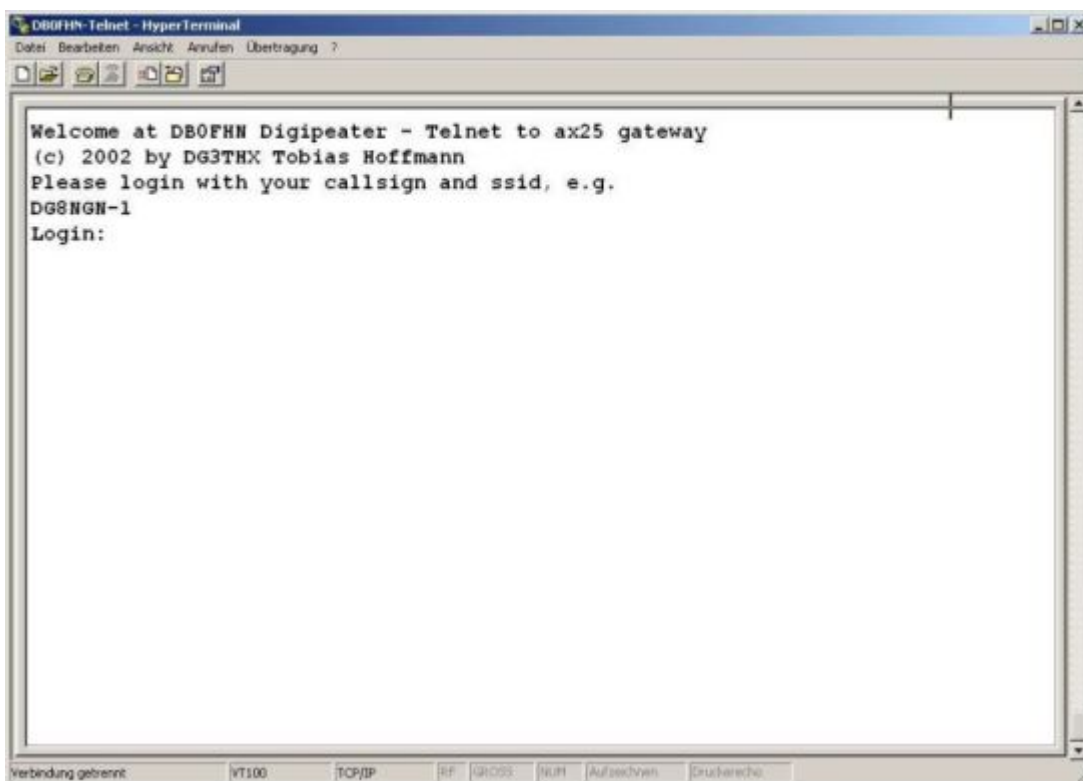 DB0FHN-Telnet - HyperTerminal
Datei Bearbeiten Ansicht Anrufen Übertragung ?
Welcome at DB0FHN Digipeater - Telnet to ax25 gateway
(c) 2002 by DG3THX Tobias Hoffmann
Please login with your callsign and ssid, e.g.
DG8NGN-1
Login:
Verbindung getrennt VT100 TCP/IP RF GROSS NUM Aufzeichnen Druckerecho